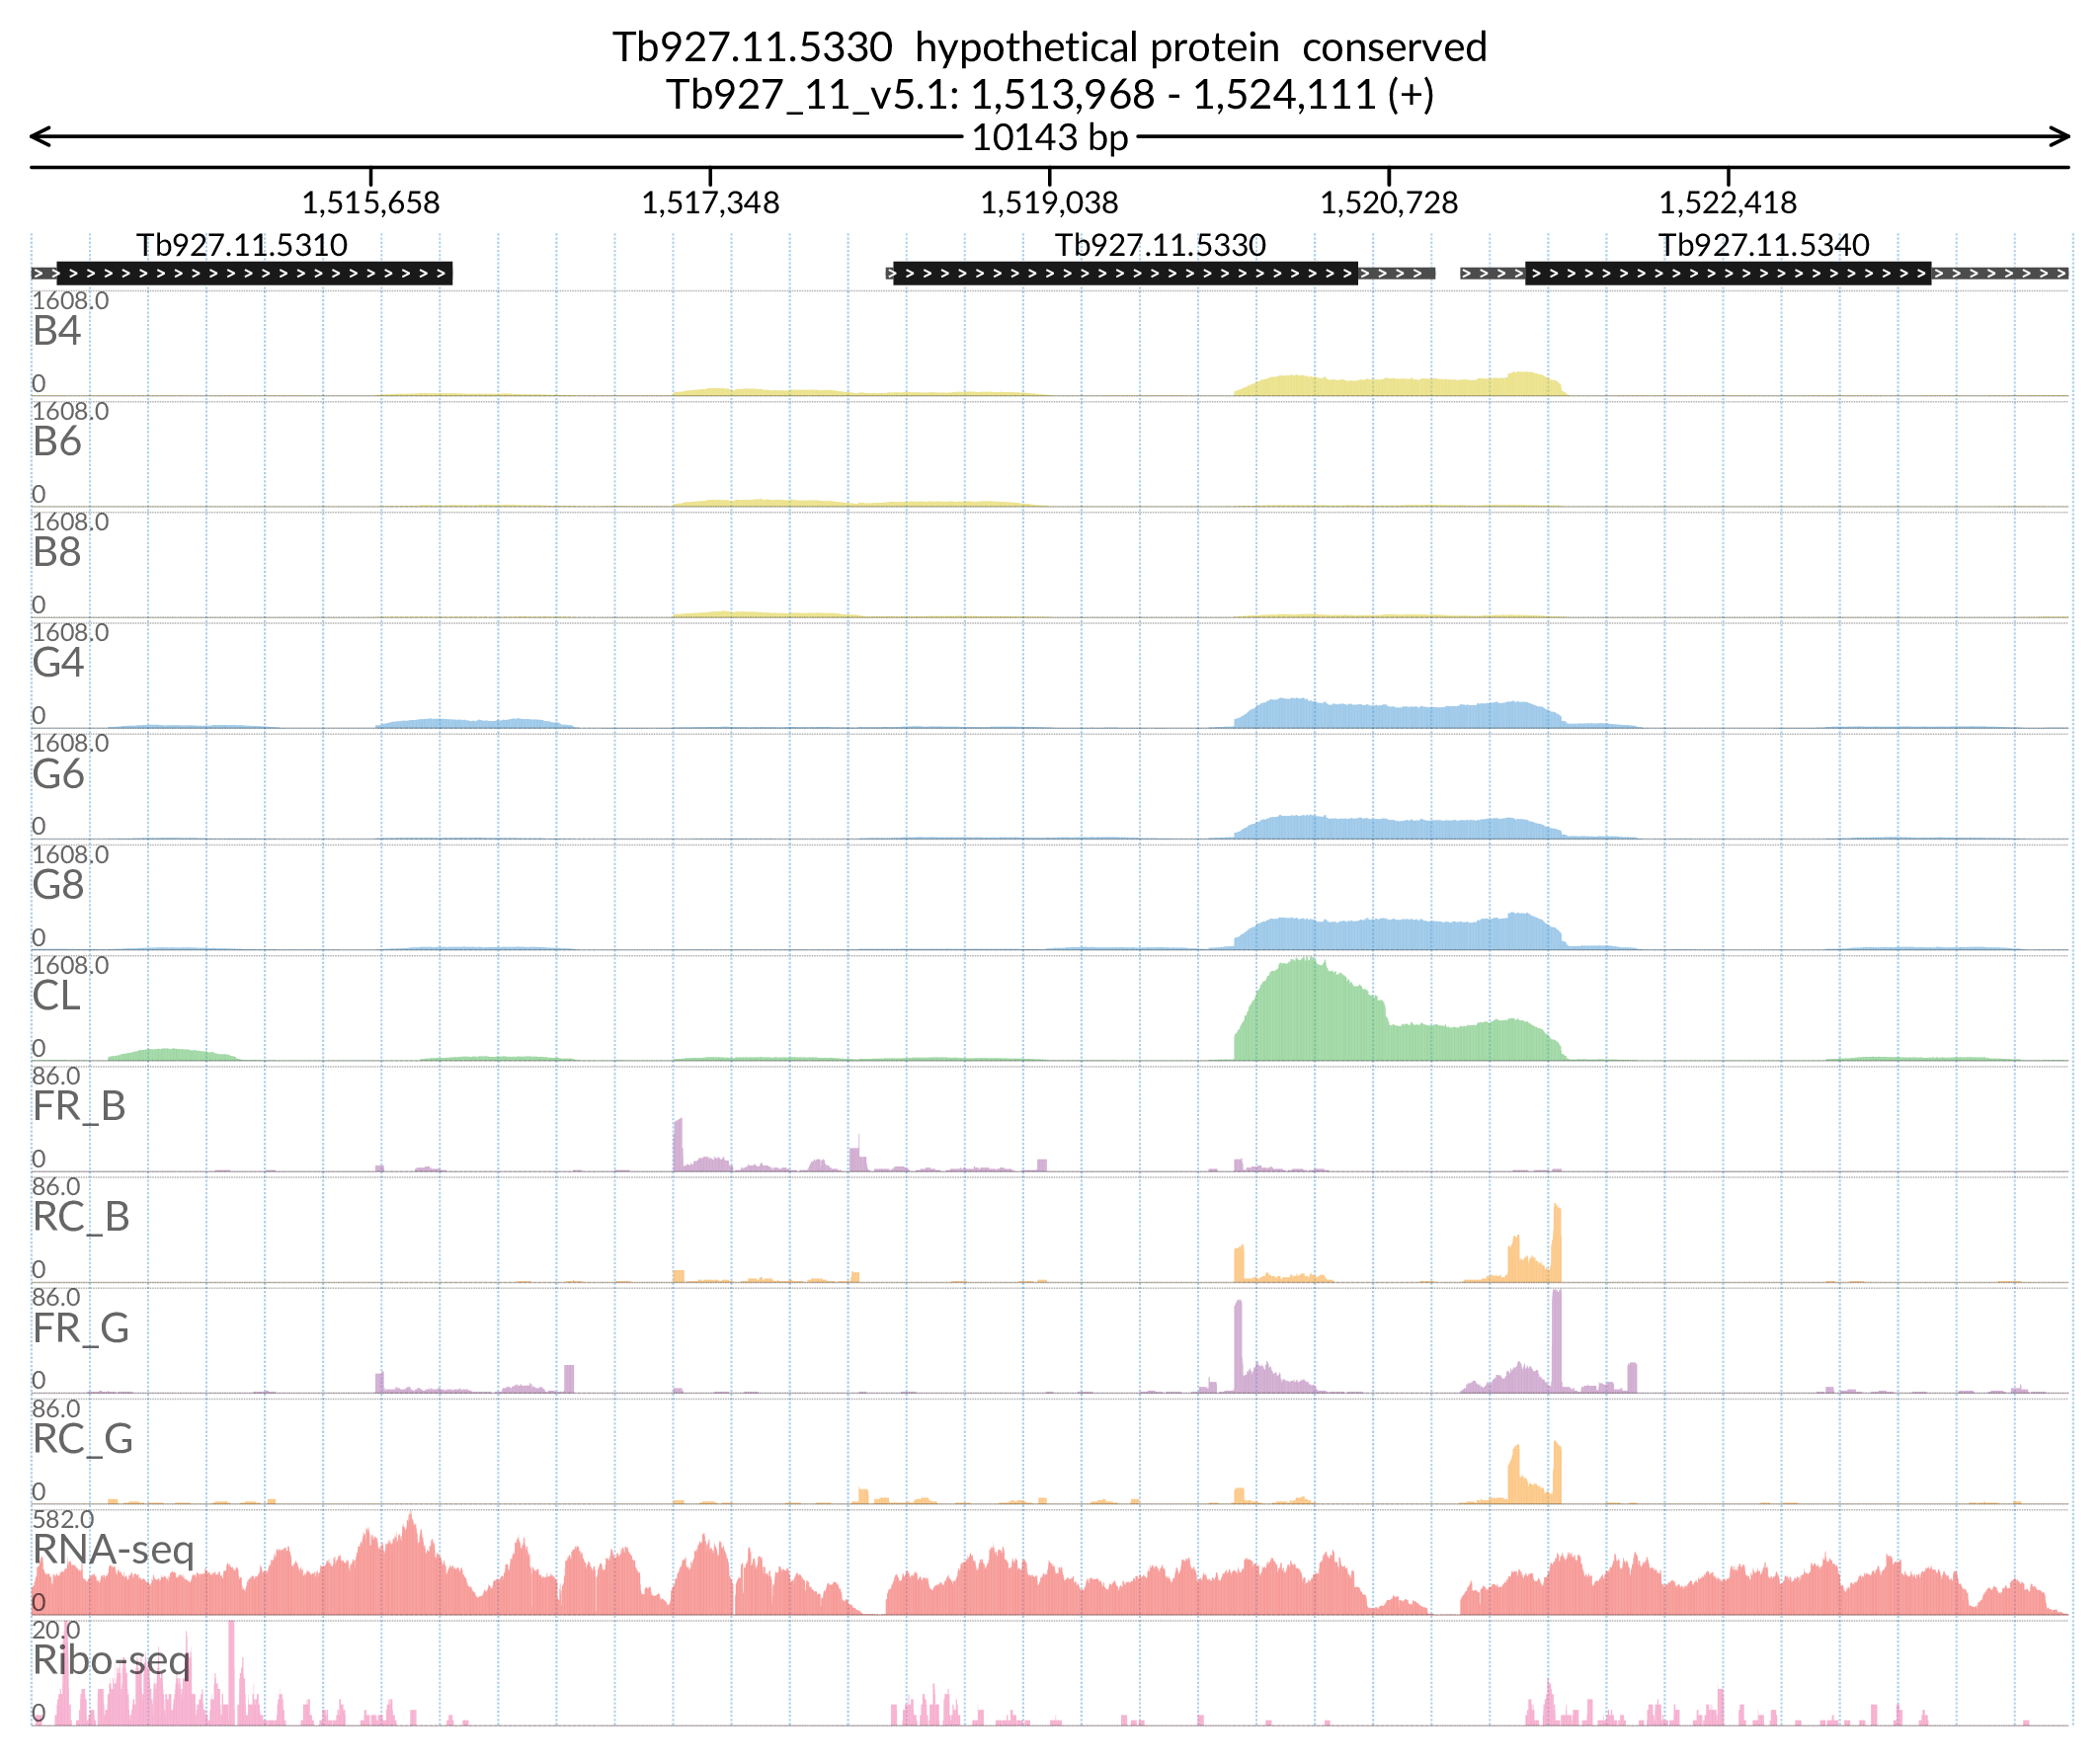 Tb927.11.5330 hypothetical protein conserved
Tb927_11_v5.1: 1,513,968 - 1,524,111 (+)
10143 bp
1,515,658 1,517,348 1,519,038 1,520,728 1,522,418
Tb927.11.5310 Tb927.11.5330 Tb927.11.5340
1608.0
B4
0
1608.0
B6
0
1608.0
B8
0
1608.0
G4
0
1608.0
G6
0
1608.0
G8
0
1608.0
CL
0
86.0
FR_B
0
86.0
RC_B
0
86.0
FR_G
0
86.0
RC_G
0
582.0
RNA-seq
0
20.0
Ribo-seq
0